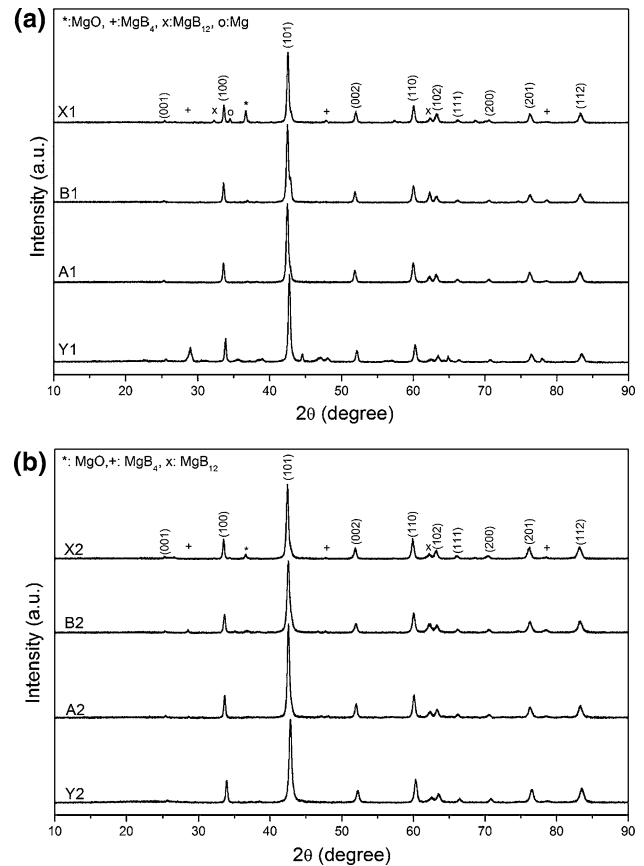 (a)
*:MgO, +:MgB4, x:MgB12, o:Mg
(101)
(001) + x (100) o * + (002) (110) x (102) (111) (200) (201) + (112)
X1
B1
A1
Y1
Intensity (a.u.)
10 20 30 40 50 60 70 80 90
2θ (degree)
(b)
*: MgO,+: MgB4, x: MgB12
(101)
(001) + (100) * + (002) (110) x (102) (111) (200) (201) + (112)
X2
B2
A2
Y2
Intensity (a.u.)
10 20 30 40 50 60 70 80 90
2θ (degree)